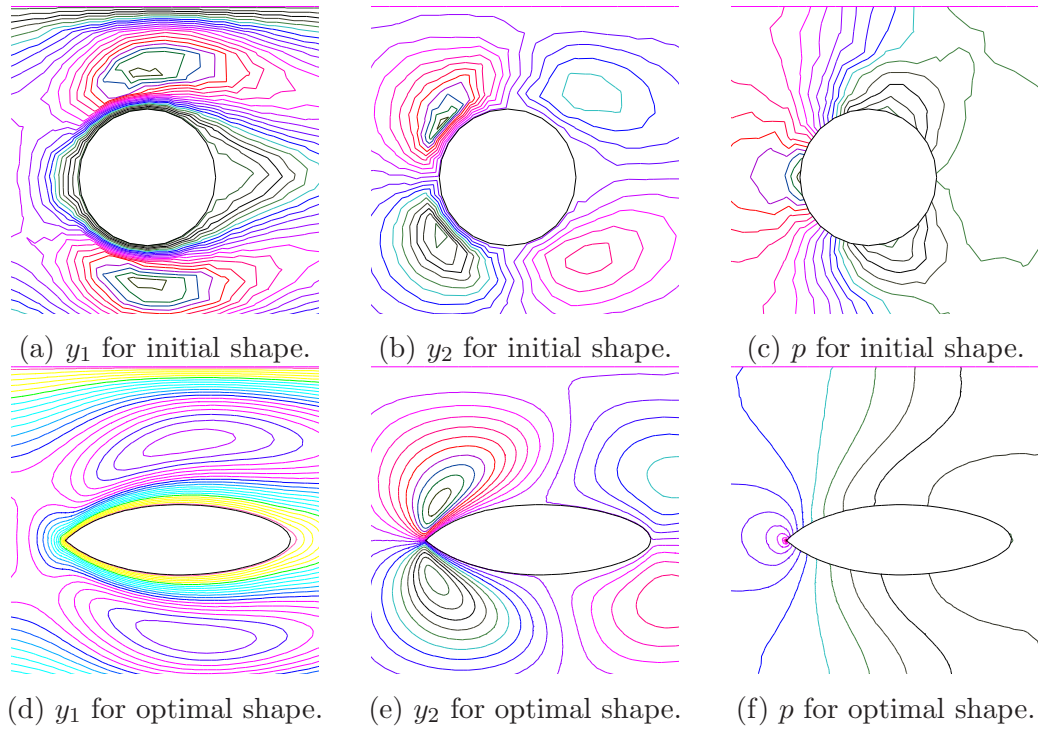 (a) y₁ for initial shape.
(b) y₂ for initial shape.
(c) p for initial shape.
(d) y₁ for optimal shape.
(e) y₂ for optimal shape.
(f) p for optimal shape.